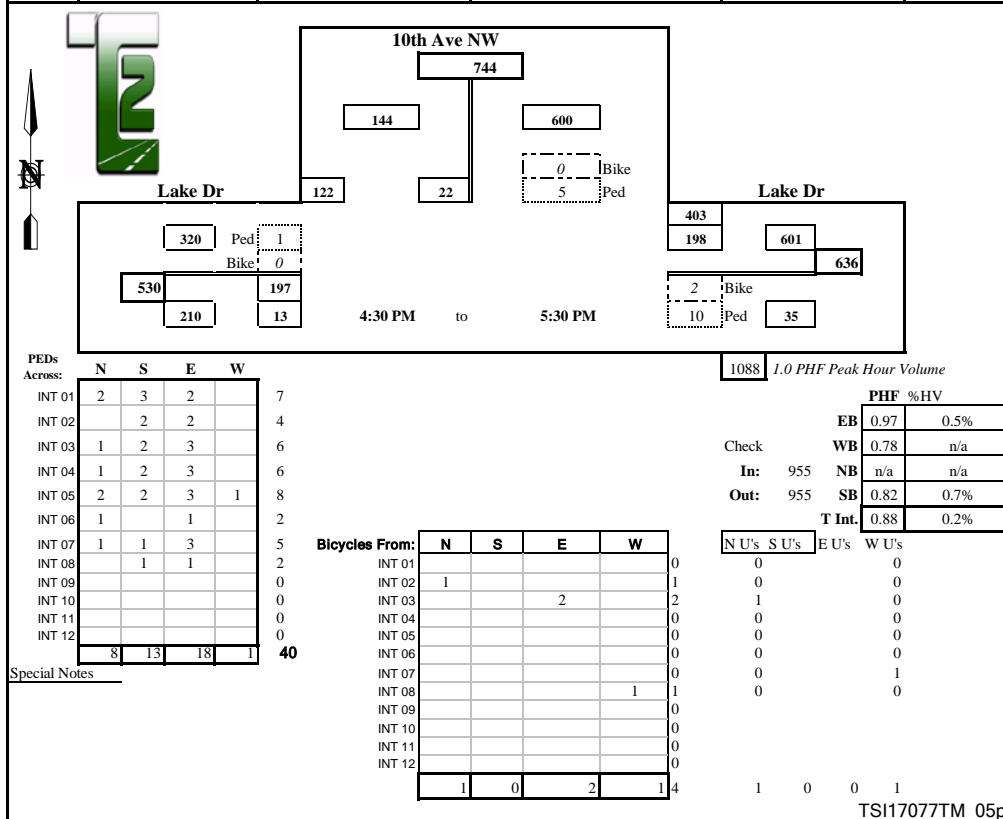 10th Ave NW
744
144 600
0 Bike
N
Lake Dr 122 22 5 Ped Lake Dr
403
320 Ped 1 198 601
Bike 0 636
530 197 2 Bike
210 13 4:30 PM to 5:30 PM 10 Ped 35
PEDs
Across: N S E W 1088 1.0 PHF Peak Hour Volume
INT 01 2 3 2 7 PHF %HV
INT 02 2 2 4 EB 0.97 0.5%
INT 03 1 2 3 6 Check WB 0.78 n/a
INT 04 1 2 3 6 In: 955 NB n/a n/a
INT 05 2 2 3 1 8 Out: 955 SB 0.82 0.7%
INT 06 1 1 2 T Int. 0.88 0.2%
INT 07 1 1 3 5 Bicycles From: N S E W N U's S U's E U's W U's
INT 08 1 1 2 INT 01 0 0 0
INT 09 0 INT 02 1 1 0 0
INT 10 0 INT 03 2 2 1 0
INT 11 0 INT 04 0 0 0
INT 12 0 INT 05 0 0 0
8 13 18 1 40 INT 06 0 0 0
Special Notes INT 07 0 0 1
INT 08 1 1 0 0
INT 09 0
INT 10 0
INT 11 0
INT 12 0
1 0 2 1 4 1 0 0 1
TSI17077TM_05p